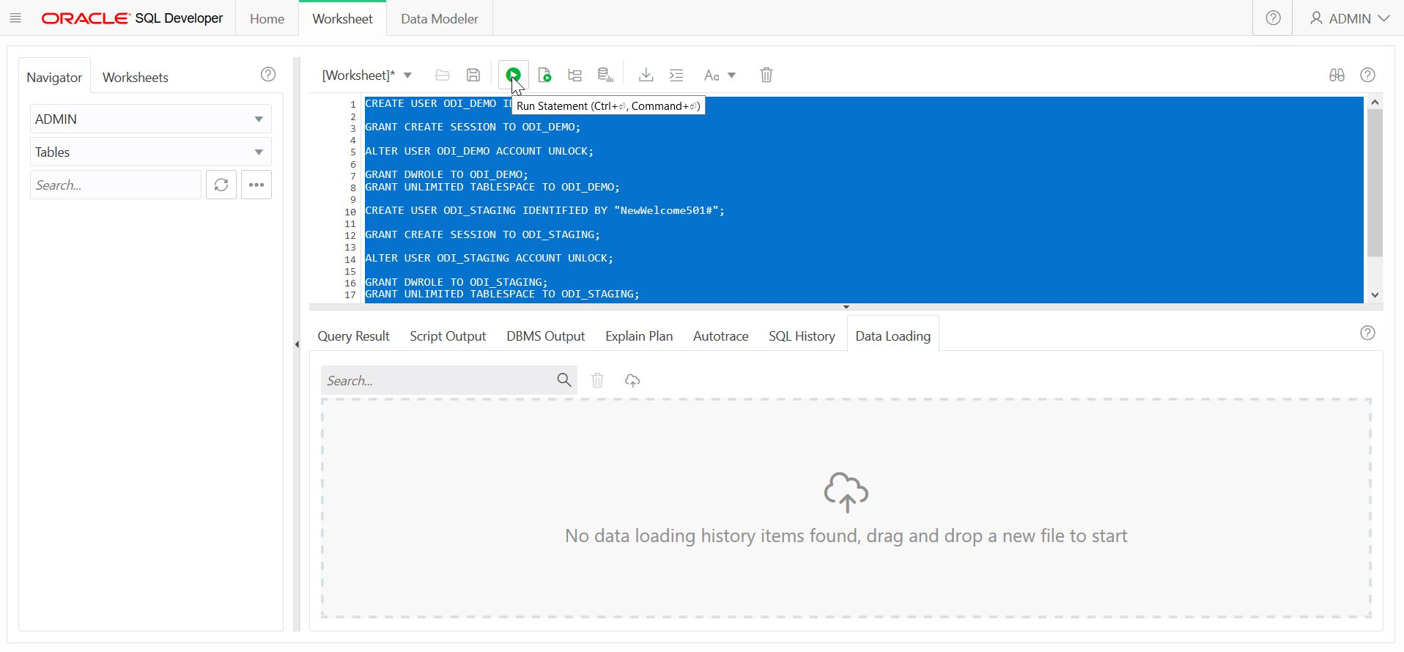 ORACLE® SQL Developer
Home
Worksheet
Data Modeler
ADMIN
Navigator
Worksheets
ADMIN
Tables
Search...
[Worksheet]*
Aa
Run Statement (Ctrl+⏎, Command+⏎)
1 CREATE USER ODI_DEMO
2
3 GRANT CREATE SESSION TO ODI_DEMO;
4
5 ALTER USER ODI_DEMO ACCOUNT UNLOCK;
6
7 GRANT DWROLE TO ODI_DEMO;
8 GRANT UNLIMITED TABLESPACE TO ODI_DEMO;
9
10 CREATE USER ODI_STAGING IDENTIFIED BY "NewWelcome501#";
11
12 GRANT CREATE SESSION TO ODI_STAGING;
13
14 ALTER USER ODI_STAGING ACCOUNT UNLOCK;
15
16 GRANT DWROLE TO ODI_STAGING;
17 GRANT UNLIMITED TABLESPACE TO ODI_STAGING;
Query Result
Script Output
DBMS Output
Explain Plan
Autotrace
SQL History
Data Loading
Search...
No data loading history items found, drag and drop a new file to start